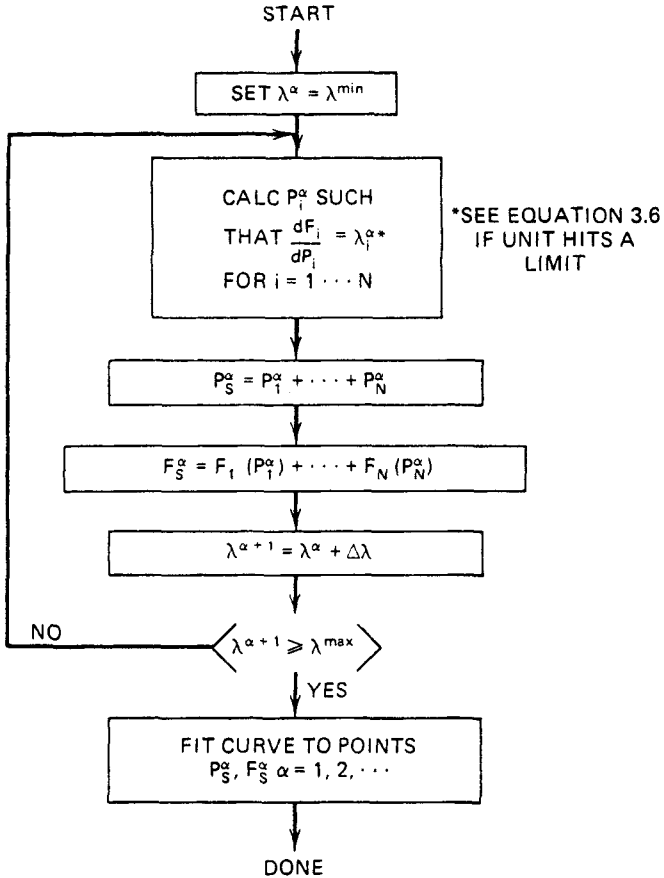 START
SET λ^α = λ^min
CALC P_i^α SUCH
THAT dF_i/dP_i = λ_i^α*
FOR i = 1 · · · N
*SEE EQUATION 3.6
IF UNIT HITS A
LIMIT
P_S^α = P_1^α + · · · + P_N^α
F_S^α = F_1 (P_1^α) + · · · + F_N (P_N^α)
λ^α + 1 = λ^α + Δλ
NO
λ^α + 1 ⩾ λ^max
YES
FIT CURVE TO POINTS
P_S^α, F_S^α α = 1, 2, · · ·
DONE